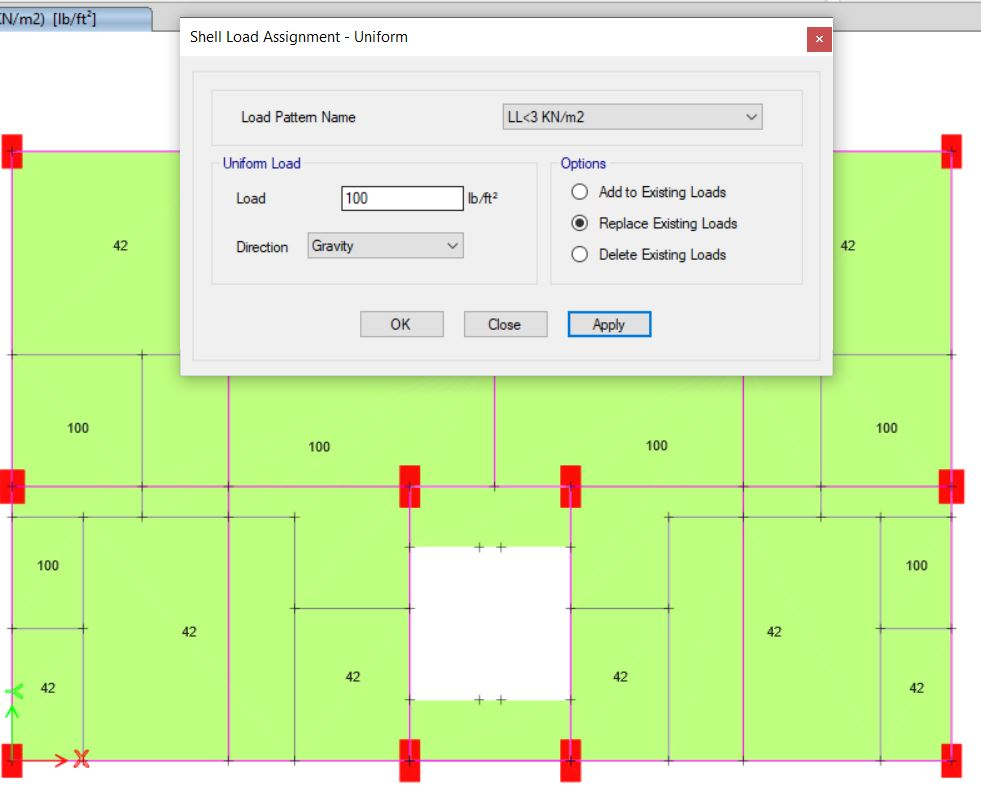 KN/m2) [lb/ft²]
Shell Load Assignment - Uniform
Load Pattern Name
LL<3 KN/m2
Uniform Load
Load
100
lb/ft²
Direction
Gravity
Options
Add to Existing Loads
Replace Existing Loads
Delete Existing Loads
OK
Close
Apply
42
42
100
100
100
100
100
100
42
42
42
42
42
42
X